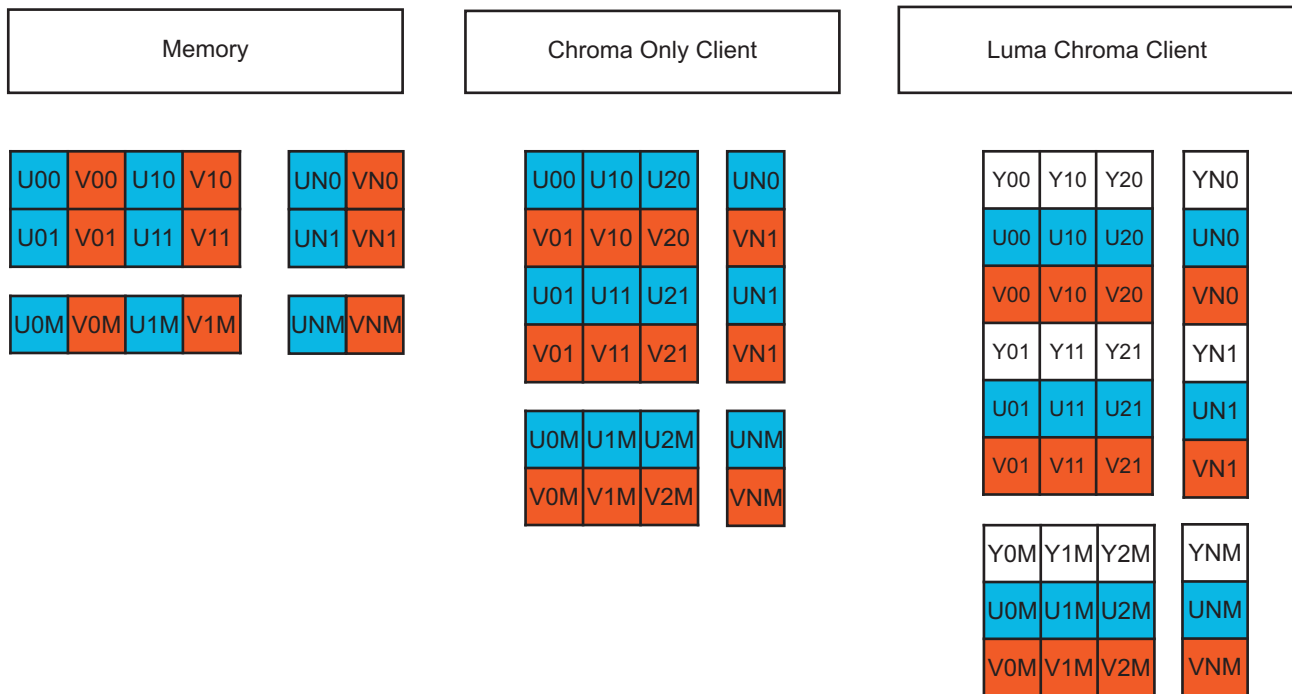 Memory
U00 V00 U10 V10 UN0 VN0
U01 V01 U11 V11 UN1 VN1
U0M V0M U1M V1M UNM VNM
Chroma Only Client
U00 U10 U20 UN0
V01 V10 V20 VN1
U01 U11 U21 UN1
V01 V11 V21 VN1
U0M U1M U2M UNM
V0M V1M V2M VNM
Luma Chroma Client
Y00 Y10 Y20 YN0
U00 U10 U20 UN0
V00 V10 V20 VN0
Y01 Y11 Y21 YN1
U01 U11 U21 UN1
V01 V11 V21 VN1
Y0M Y1M Y2M YNM
U0M U1M U2M UNM
V0M V1M V2M VNM